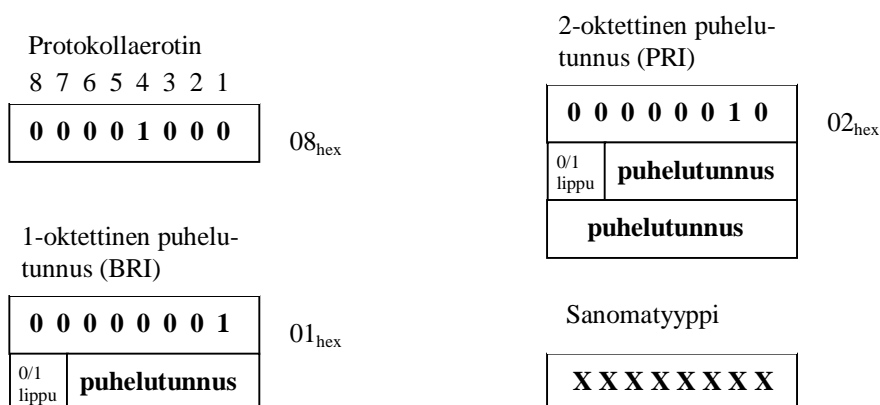 Protokollaerotin
8 7 6 5 4 3 2 1
0 0 0 0 1 0 0 0
08hex
1-oktettinen puhelu-
tunnus (BRI)
0 0 0 0 0 0 0 1
01hex
0/1
lippu
puhelutunnus
2-oktettinen puhelu-
tunnus (PRI)
0 0 0 0 0 0 1 0
02hex
0/1
lippu
puhelutunnus
puhelutunnus
Sanomatyyppi
X X X X X X X X